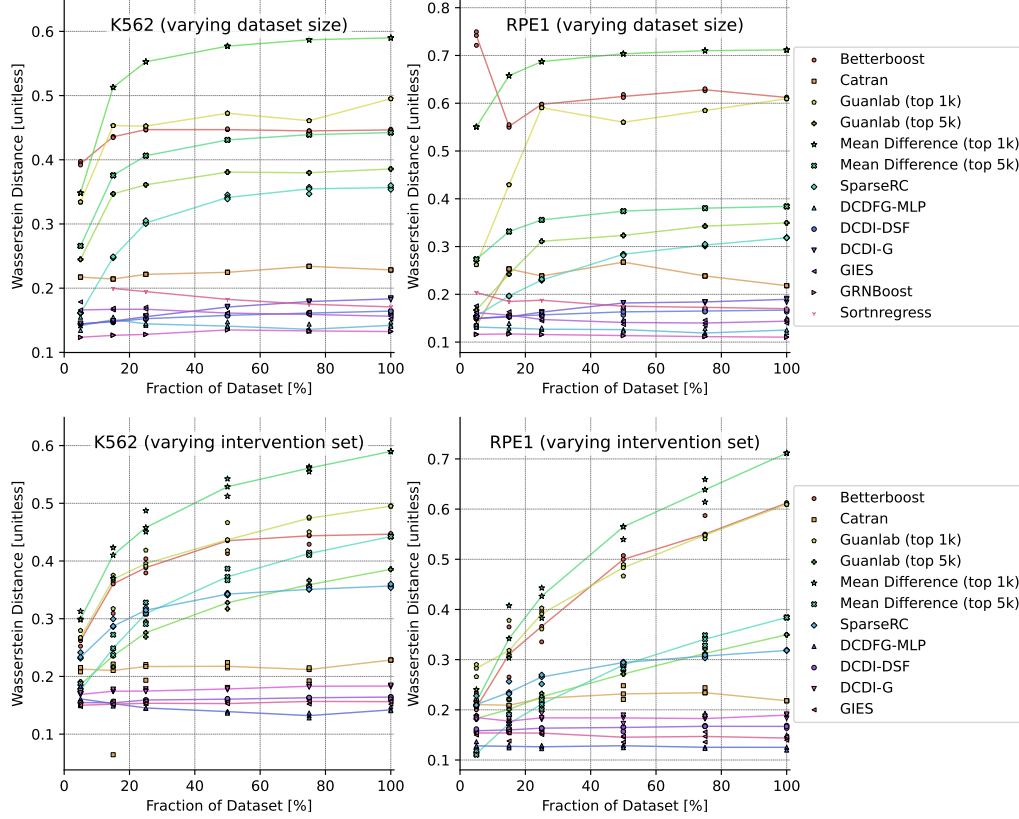 K562 (varying dataset size)
Wasserstein Distance [unitless]
0.6
0.5
0.4
0.3
0.2
0.1
0 20 40 60 80 100
Fraction of Dataset [%]
RPE1 (varying dataset size)
Wasserstein Distance [unitless]
0.8
0.7
0.6
0.5
0.4
0.3
0.2
0.1
0 20 40 60 80 100
Fraction of Dataset [%]
Betterboost
Catran
Guanlab (top 1k)
Guanlab (top 5k)
Mean Difference (top 1k)
Mean Difference (top 5k)
SparseRC
DCDFG-MLP
DCDI-DSF
DCDI-G
GIES
GRNBoost
Sortnregress
K562 (varying intervention set)
Wasserstein Distance [unitless]
0.6
0.5
0.4
0.3
0.2
0.1
0 20 40 60 80 100
Fraction of Dataset [%]
RPE1 (varying intervention set)
Wasserstein Distance [unitless]
0.7
0.6
0.5
0.4
0.3
0.2
0.1
0 20 40 60 80 100
Fraction of Dataset [%]
Betterboost
Catran
Guanlab (top 1k)
Guanlab (top 5k)
Mean Difference (top 1k)
Mean Difference (top 5k)
SparseRC
DCDFG-MLP
DCDI-DSF
DCDI-G
GIES